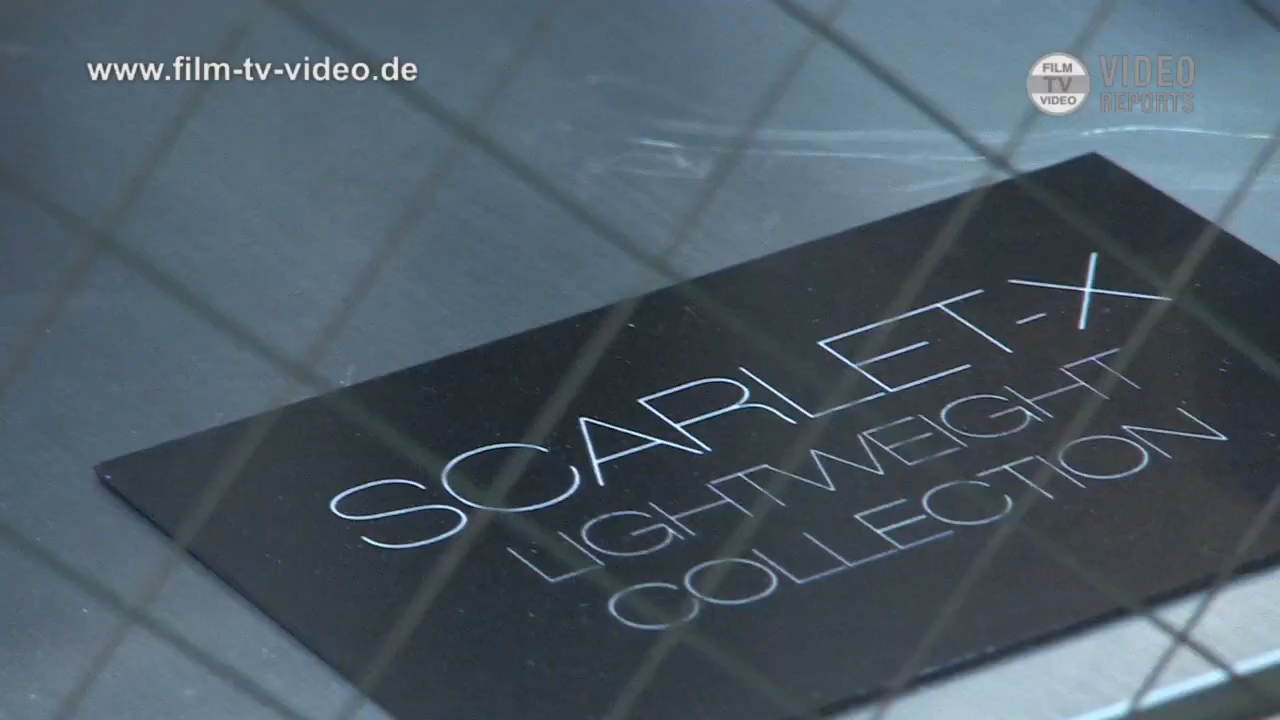 www.film-tv-video.de
FILM
TV
VIDEO
VIDEO
REPORTS
SCARLET-X
LIGHTWEIGHT
COLLECTION